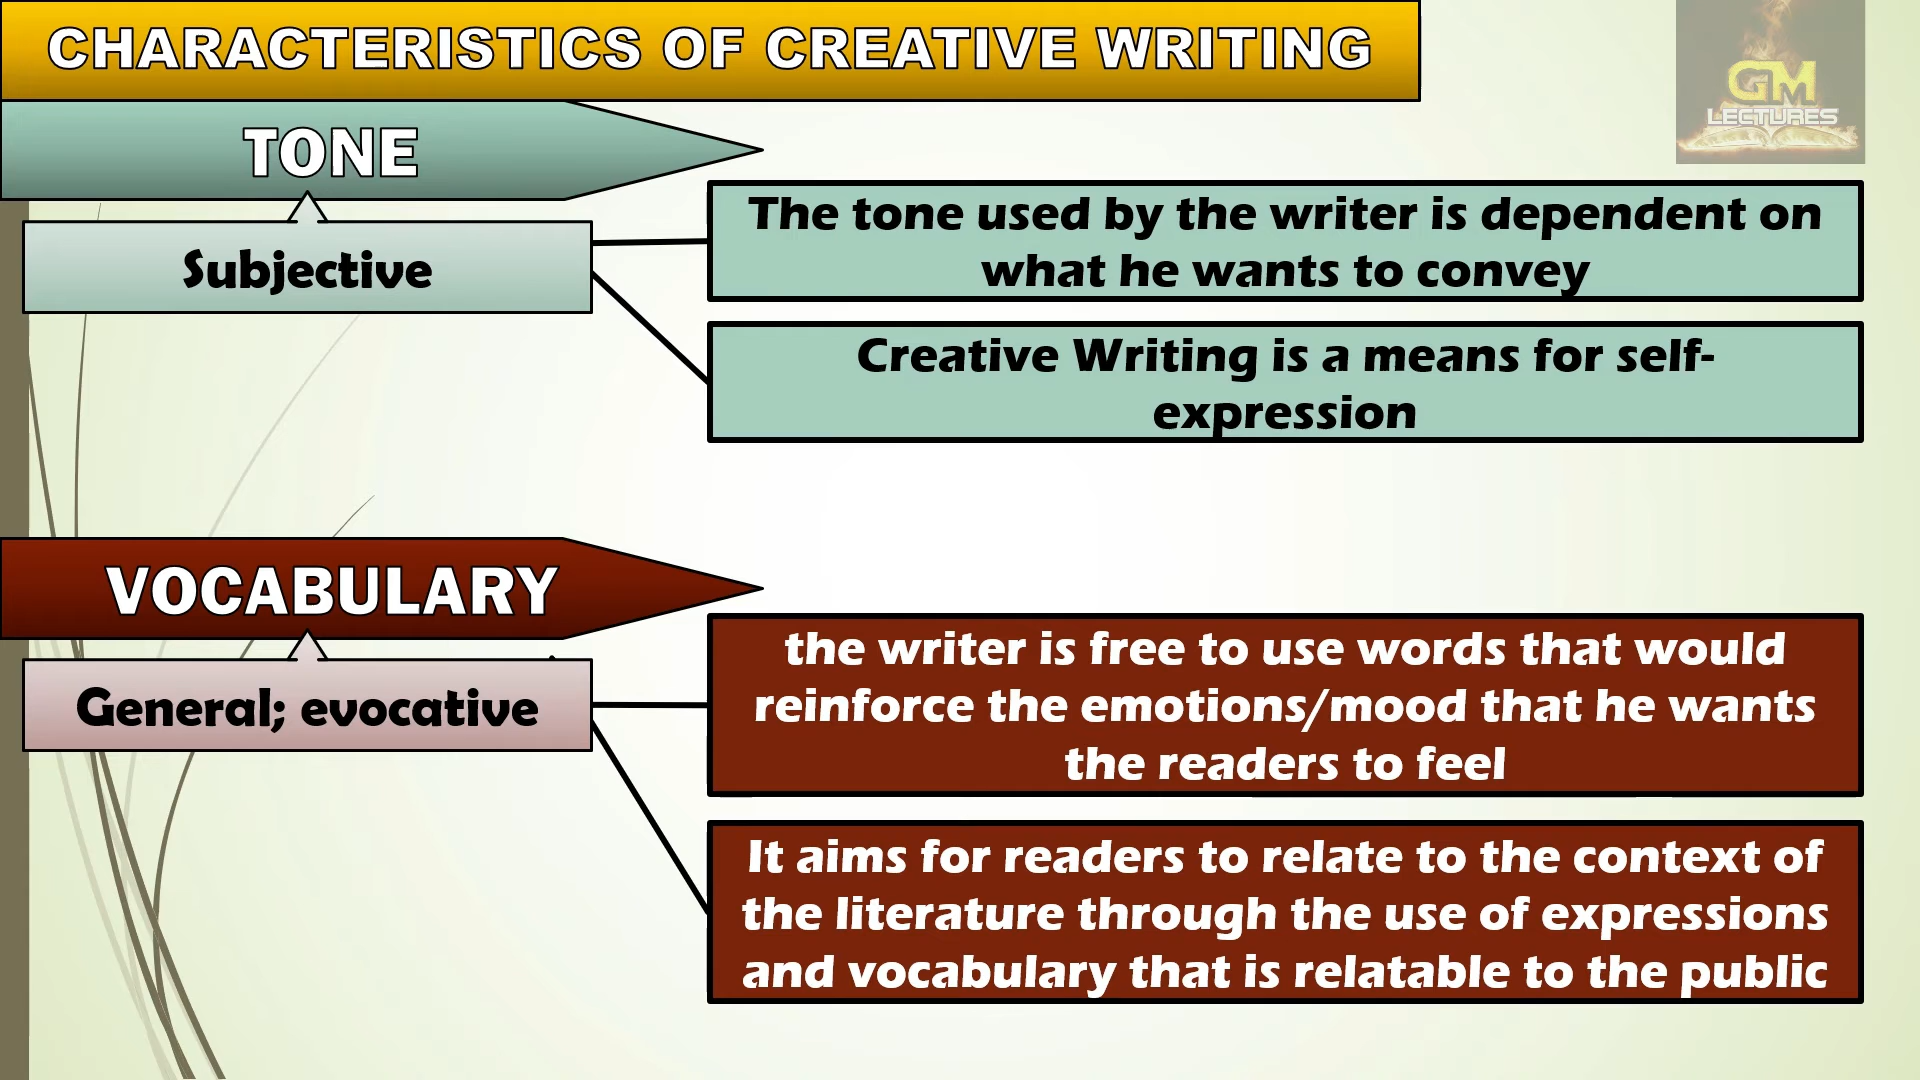 CHARACTERISTICS OF CREATIVE WRITING
GM
LECTURES
TONE
Subjective
The tone used by the writer is dependent on
what he wants to convey
Creative Writing is a means for self-
expression
VOCABULARY
General; evocative
the writer is free to use words that would
reinforce the emotions/mood that he wants
the readers to feel
It aims for readers to relate to the context of
the literature through the use of expressions
and vocabulary that is relatable to the public